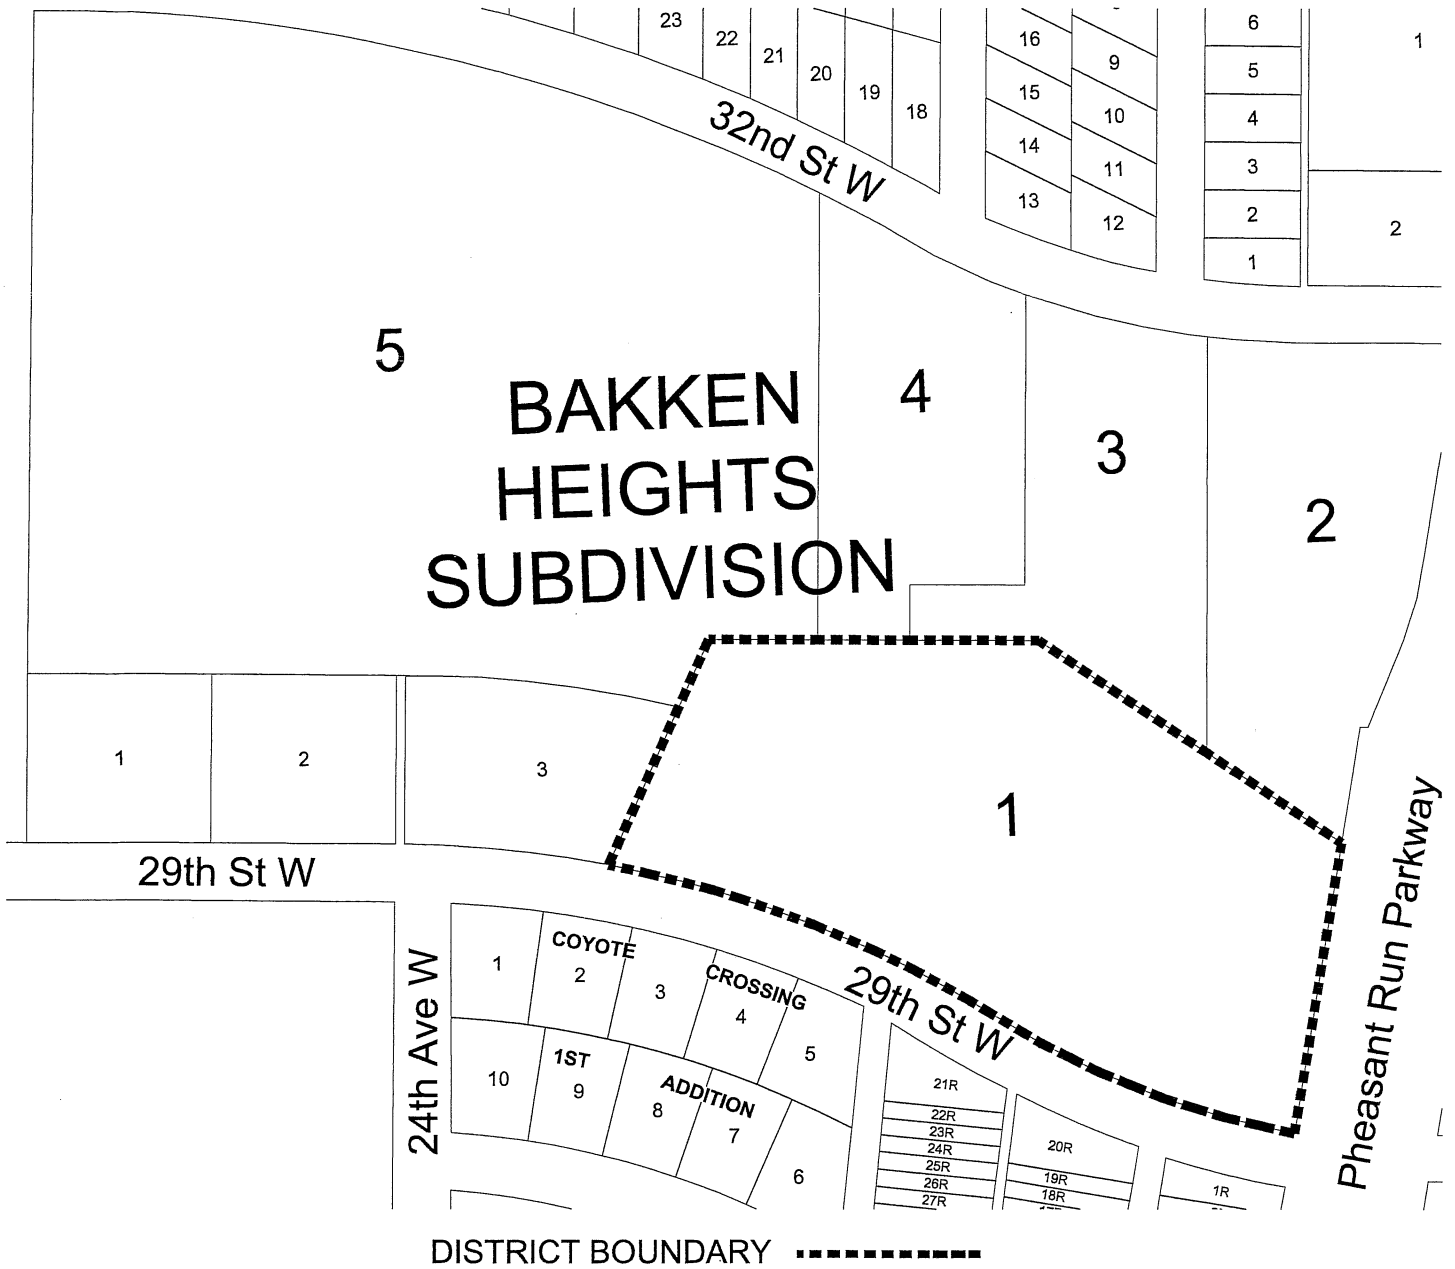 23
22
21
20
19
18
16
15
14
13
9
10
11
12
6
5
4
3
2
1
1
2
32nd St W
5
4
3
2
BAKKEN
HEIGHTS
SUBDIVISION
1
2
3
1
29th St W
24th Ave W
COYOTE
CROSSING
1
2
3
4
5
1ST
ADDITION
10
9
8
7
6
29th St W
21R
22R
23R
24R
25R
26R
27R
20R
19R
18R
1R
Pheasant Run Parkway
DISTRICT BOUNDARY